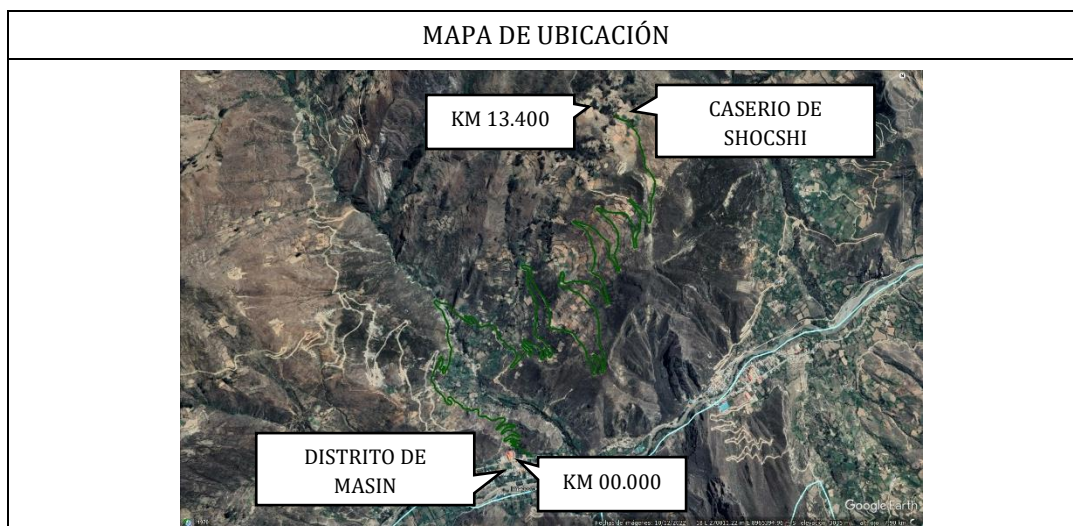 MAPA DE UBICACIÓN
KM 13.400
CASERIO DE
SHOCSHI
DISTRITO DE
MASIN
KM 00.000
Google Earth